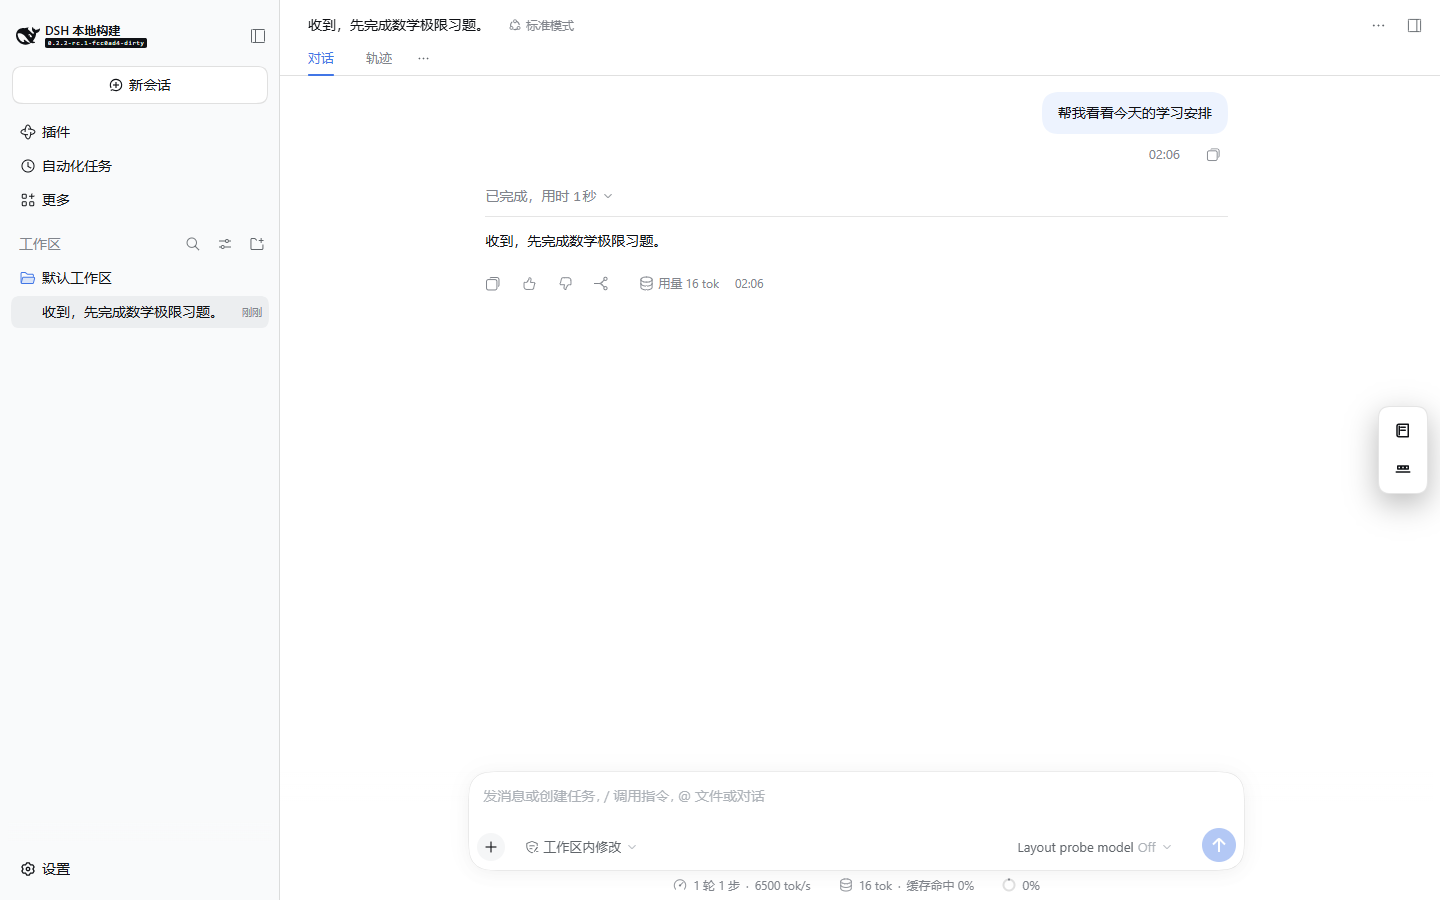 DSH 本地构建
0.3.2-rc.1-fcc0ad4-dirty
新会话
插件
自动化任务
更多
工作区
默认工作区
收到，先完成数学极限习题。 刚刚
设置
收到，先完成数学极限习题。 标准模式
对话 轨迹 ···
帮我看看今天的学习安排
02:06
已完成，用时 1秒
收到，先完成数学极限习题。
用量 16 tok 02:06
发消息或创建任务, / 调用指令, @ 文件或对话
工作区内修改 Layout probe model Off
1 轮 1 步 · 6500 tok/s 16 tok · 缓存命中 0% 0%